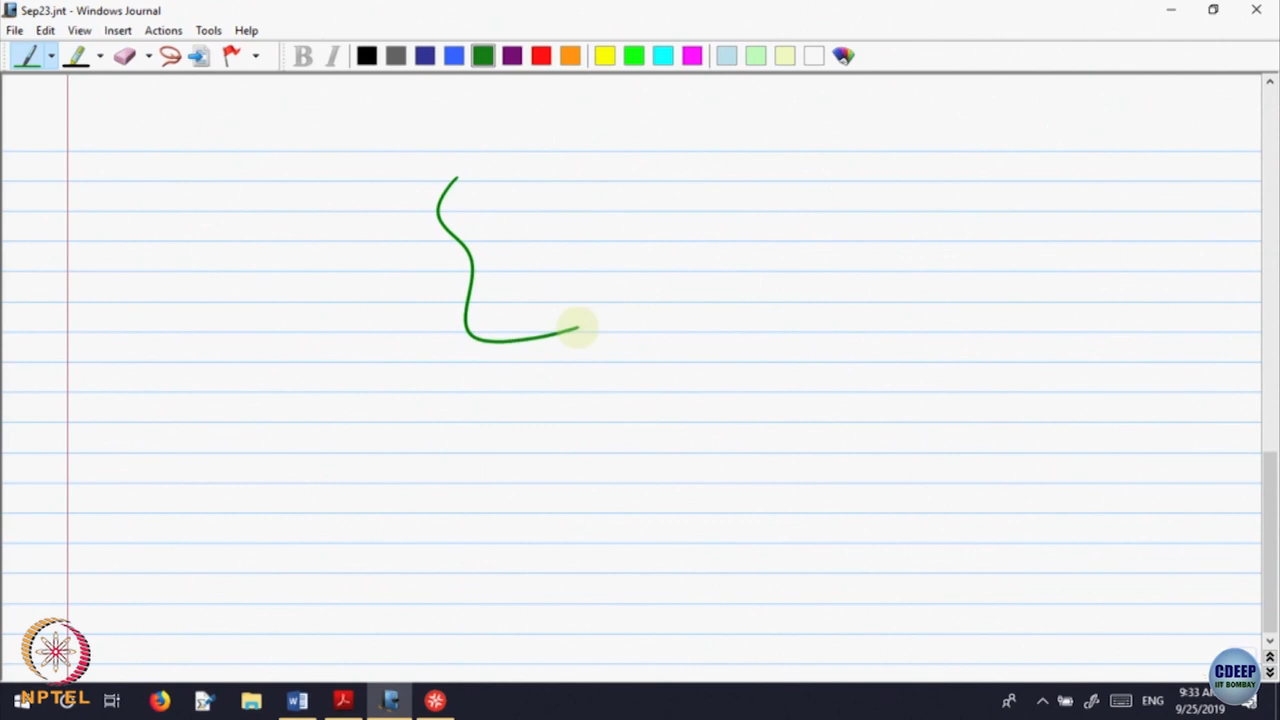 Sep23.jnt - Windows Journal
File Edit View Insert Actions Tools Help
B I
NPTEL
CDEEP
IIT BOMBAY
ENG
9:33 AM
9/25/2019